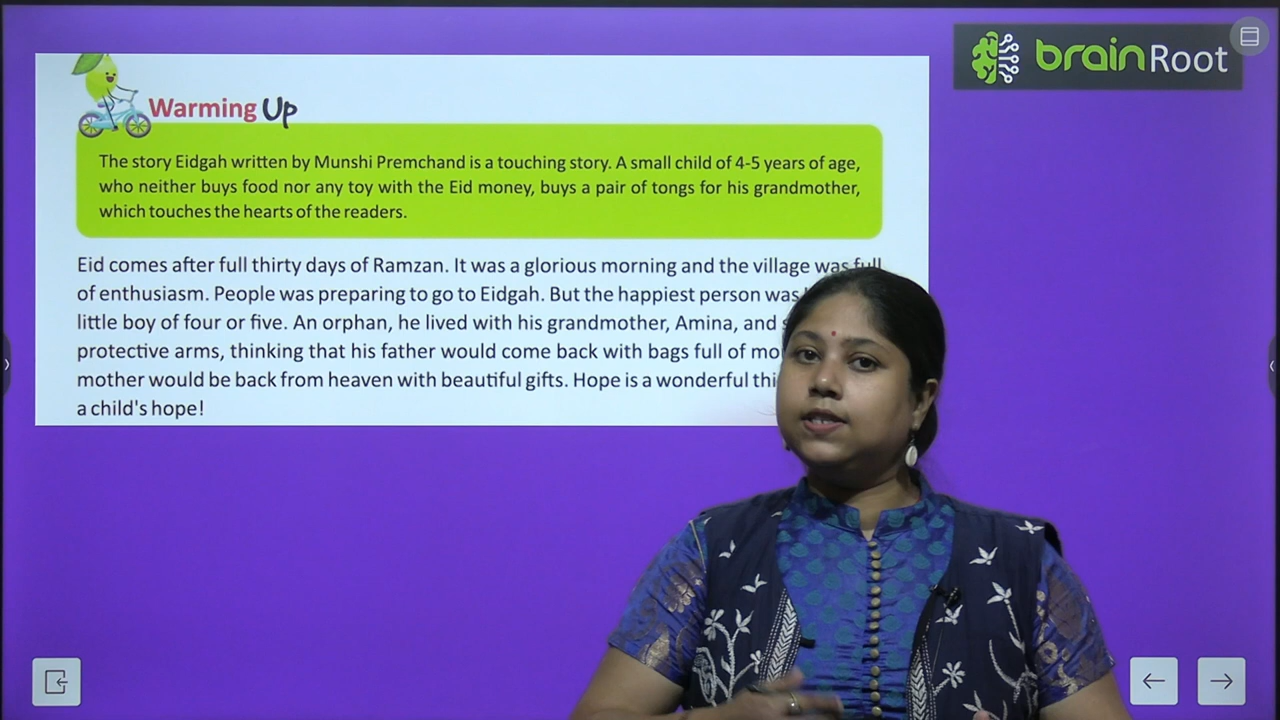 brainRoot
Warming Up
The story Eidgah written by Munshi Premchand is a touching story. A small child of 4-5 years of age,
who neither buys food nor any toy with the Eid money, buys a pair of tongs for his grandmother,
which touches the hearts of the readers.
Eid comes after full thirty days of Ramzan. It was a glorious morning and the village was full
of enthusiasm. People was preparing to go to Eidgah. But the happiest person was
little boy of four or five. An orphan, he lived with his grandmother, Amina, and
protective arms, thinking that his father would come back with bags full of
mother would be back from heaven with beautiful gifts. Hope is a wonderful
a child's hope!